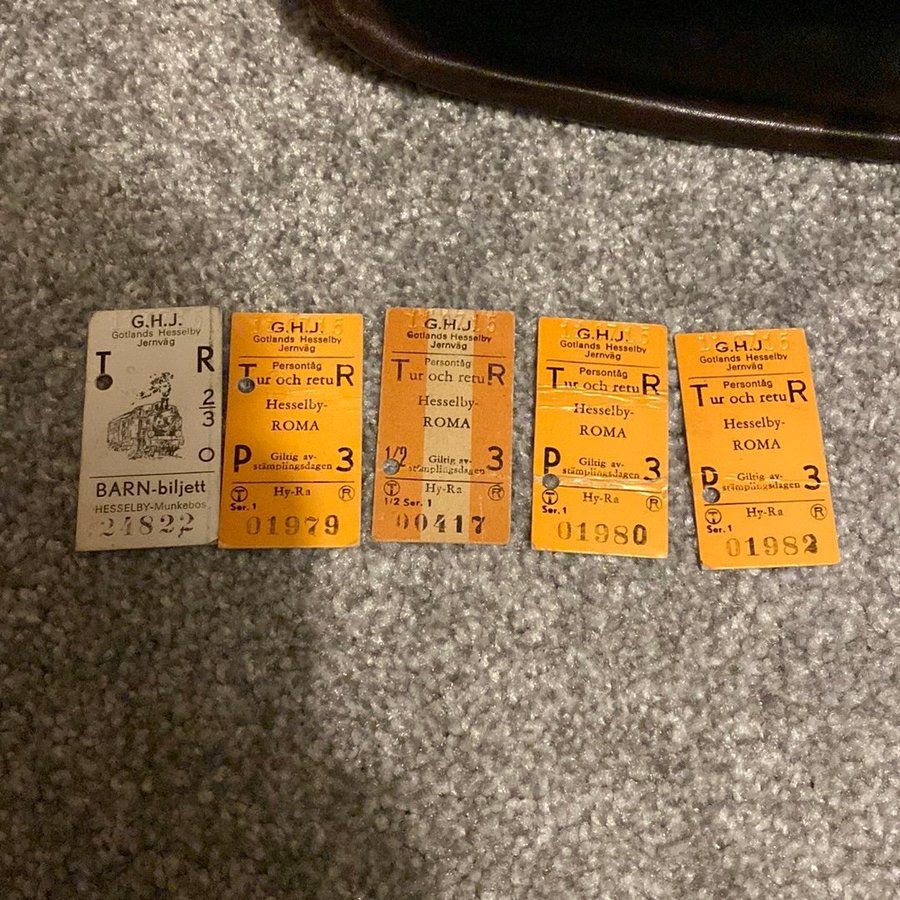 G.H.J.
Gotlands Hesselby
Jernväg
T R
2/3
O
BARN-biljett
HESSELBY-Munkebos
24822
G.H.J.
Gotlands Hesselby
Jernväg
Persontåg
Tur och retuR
Hesselby-
ROMA
P Giltig av- 3
stämplingsdagen
T Hy-Ra R
Ser. 1
01979
G.H.J.
Gotlands Hesselby
Jernväg
Persontåg
Tur och retuR
Hesselby-
ROMA
1/2 Giltig av- 3
stämplingsdagen
T Hy-Ra R
1/2 Ser. 1
00417
G.H.J.
Gotlands Hesselby
Jernväg
Persontåg
Tur och retuR
Hesselby-
ROMA
P Giltig av- 3
stämplingsdagen
T Hy-Ra R
Ser. 1
01980
G.H.J.
Gotlands Hesselby
Jernväg
Persontåg
Tur och retuR
Hesselby-
ROMA
P Giltig av- 3
stämplingsdagen
T Hy-Ra R
Ser. 1
01982